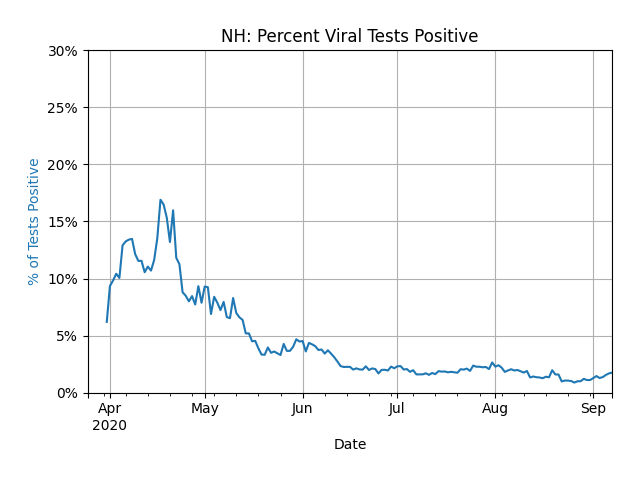 NH: Percent Viral Tests Positive
30%
25%
20%
15%
10%
5%
0%
% of Tests Positive
Apr May Jun Jul Aug Sep
2020
Date